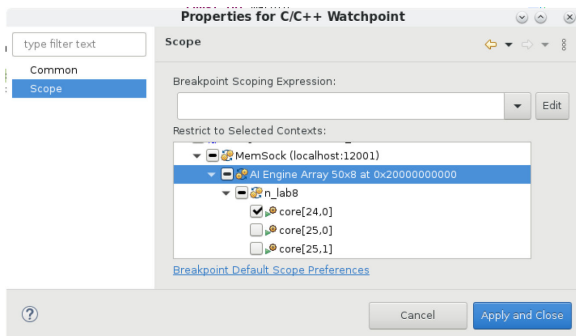 Properties for C/C++ Watchpoint
type filter text
Common
Scope
Scope
Breakpoint Scoping Expression:
Edit
Restrict to Selected Contexts:
MemSock (localhost:12001)
AI Engine Array 50x8 at 0x20000000000
n_lab8
core[24,0]
core[25,0]
core[25,1]
Breakpoint Default Scope Preferences
?
Cancel
Apply and Close